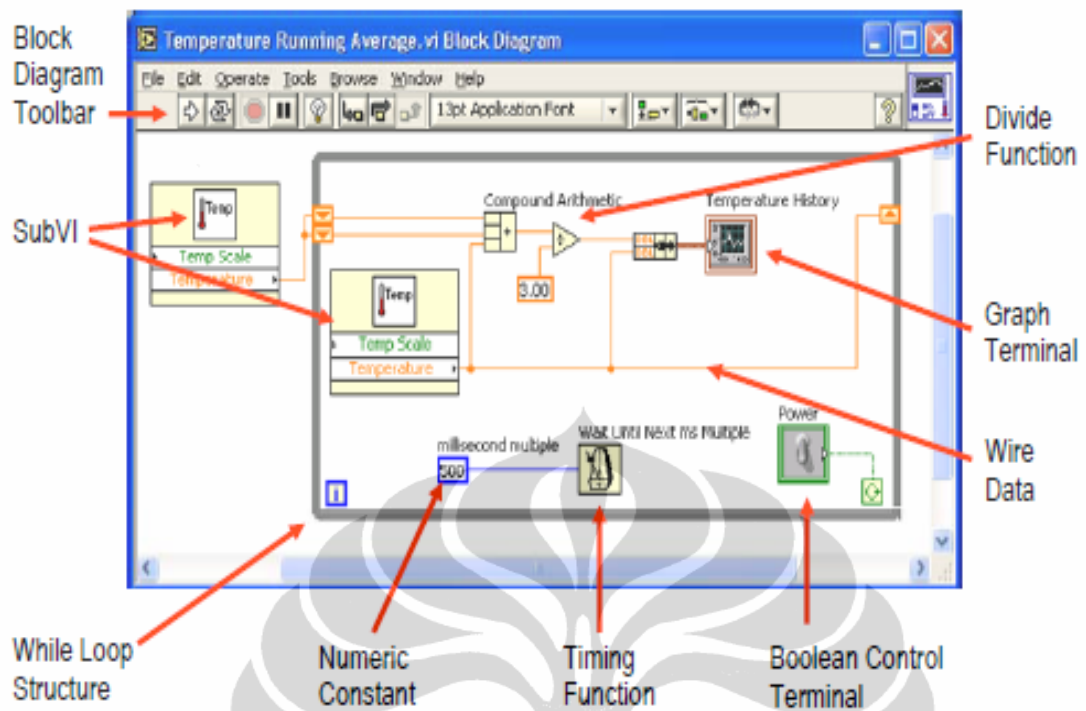 Temperature Running Average.vi Block Diagram
File Edit Operate Tools Browse Window Help
13pt Application Font
Block
Diagram
Toolbar
SubVI
Divide
Function
Temp
Temp Scale
Temperature
Compound Arithmetic
Temperature History
3.00
Temp
Temp Scale
Temperature
Graph
Terminal
Wire
Data
millisecond multiple
500
Wait Until Next ms Multiple
Power
i
While Loop
Structure
Numeric
Constant
Timing
Function
Boolean Control
Terminal